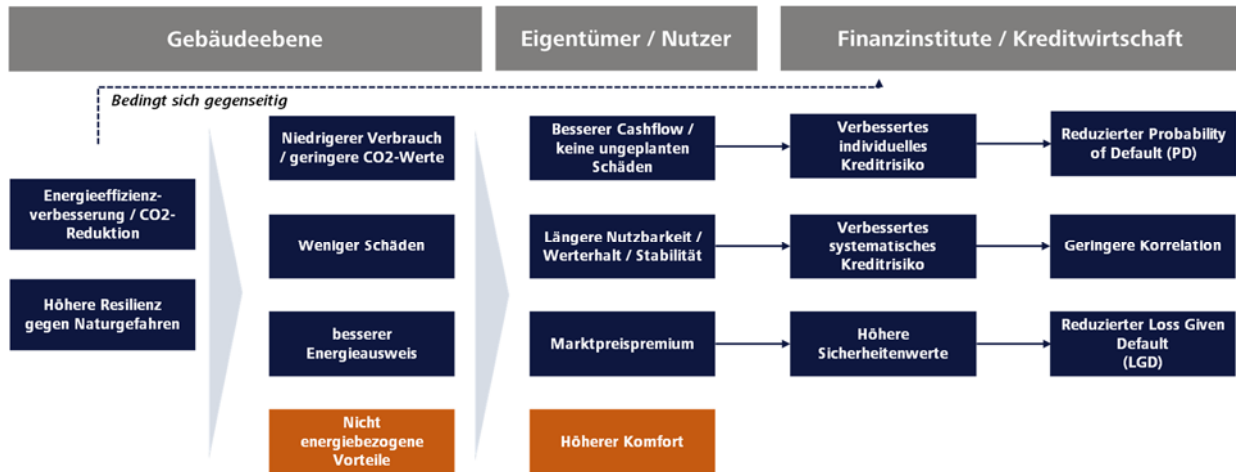 Gebäudeebene
Eigentümer / Nutzer
Finanzinstitute / Kreditwirtschaft
Bedingt sich gegenseitig
Energieeffizienz-
verbesserung / CO2-
Reduktion
Höhere Resilienz
gegen Naturgefahren
Niedrigerer Verbrauch
/ geringere CO2-Werte
Weniger Schäden
besserer
Energieausweis
Nicht
energiebezogene
Vorteile
Besserer Cashflow /
keine ungeplanten
Schäden
Längere Nutzbarkeit /
Werterhalt / Stabilität
Marktpreispremium
Höherer Komfort
Verbessertes
individuelles
Kreditrisiko
Verbessertes
systematisches
Kreditrisiko
Höhere
Sicherheitenwerte
Reduzierter Probability
of Default (PD)
Geringere Korrelation
Reduzierter Loss Given
Default
(LGD)